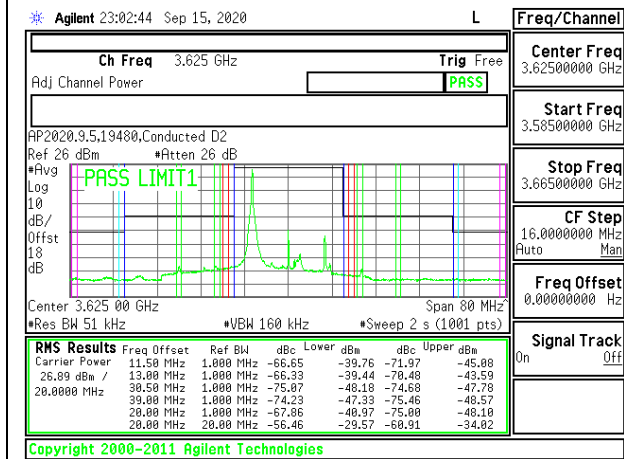 Agilent 23:02:44 Sep 15, 2020 L Freq/Channel
Ch Freq 3.625 GHz Trig Free
Adj Channel Power PASS
Center Freq
3.62500000 GHz
Start Freq
3.58500000 GHz
Stop Freq
3.66500000 GHz
CF Step
16.0000000 MHz
Auto Man
Freq Offset
0.00000000 Hz
Signal Track
On Off
AP2020.9.5,19480,Conducted D2
Ref 26 dBm #Atten 26 dB
#Avg
Log
10
dB/
Offst
18
dB
PASS LIMIT1
Center 3.625 00 GHz Span 80 MHz^
#Res BW 51 kHz #VBW 160 kHz #Sweep 2 s (1001 pts)
RMS Results Freq Offset Ref BW dBc Lower dBm dBc Upper dBm
Carrier Power 11.50 MHz 1.000 MHz -66.65 -39.76 -71.97 -45.08
26.89 dBm / 13.00 MHz 1.000 MHz -66.33 -39.44 -70.48 -43.59
20.0000 MHz 30.50 MHz 1.000 MHz -75.07 -48.18 -74.68 -47.78
39.00 MHz 1.000 MHz -74.23 -47.33 -75.46 -48.57
20.00 MHz 1.000 MHz -67.86 -40.97 -75.00 -48.10
20.00 MHz 20.00 MHz -56.46 -29.57 -60.91 -34.02
Copyright 2000-2011 Agilent Technologies